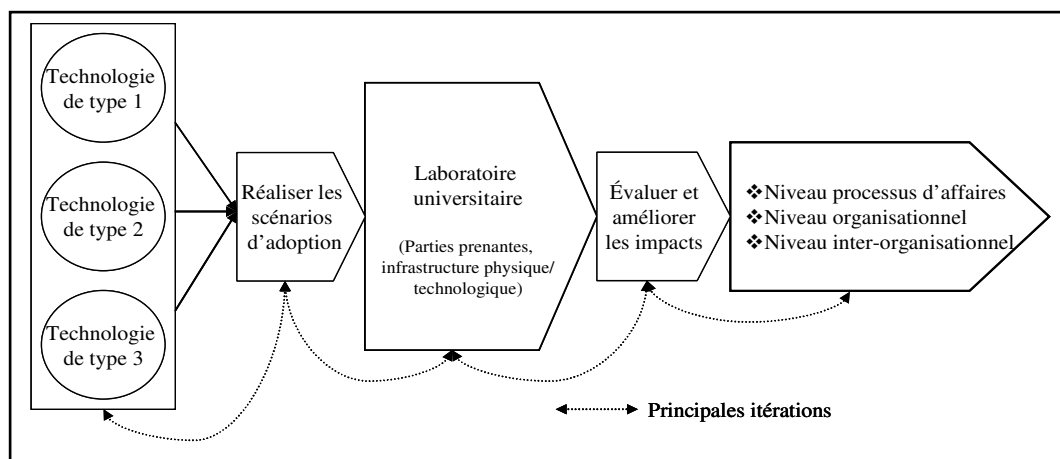 Technologie
de type 1
Technologie
de type 2
Technologie
de type 3
Réaliser les
scénarios
d'adoption
Laboratoire
universitaire
(Parties prenantes,
infrastructure physique/
technologique)
Évaluer et
améliorer
les impacts
❖Niveau processus d'affaires
❖Niveau organisationnel
❖Niveau inter-organisationnel
Principales itérations